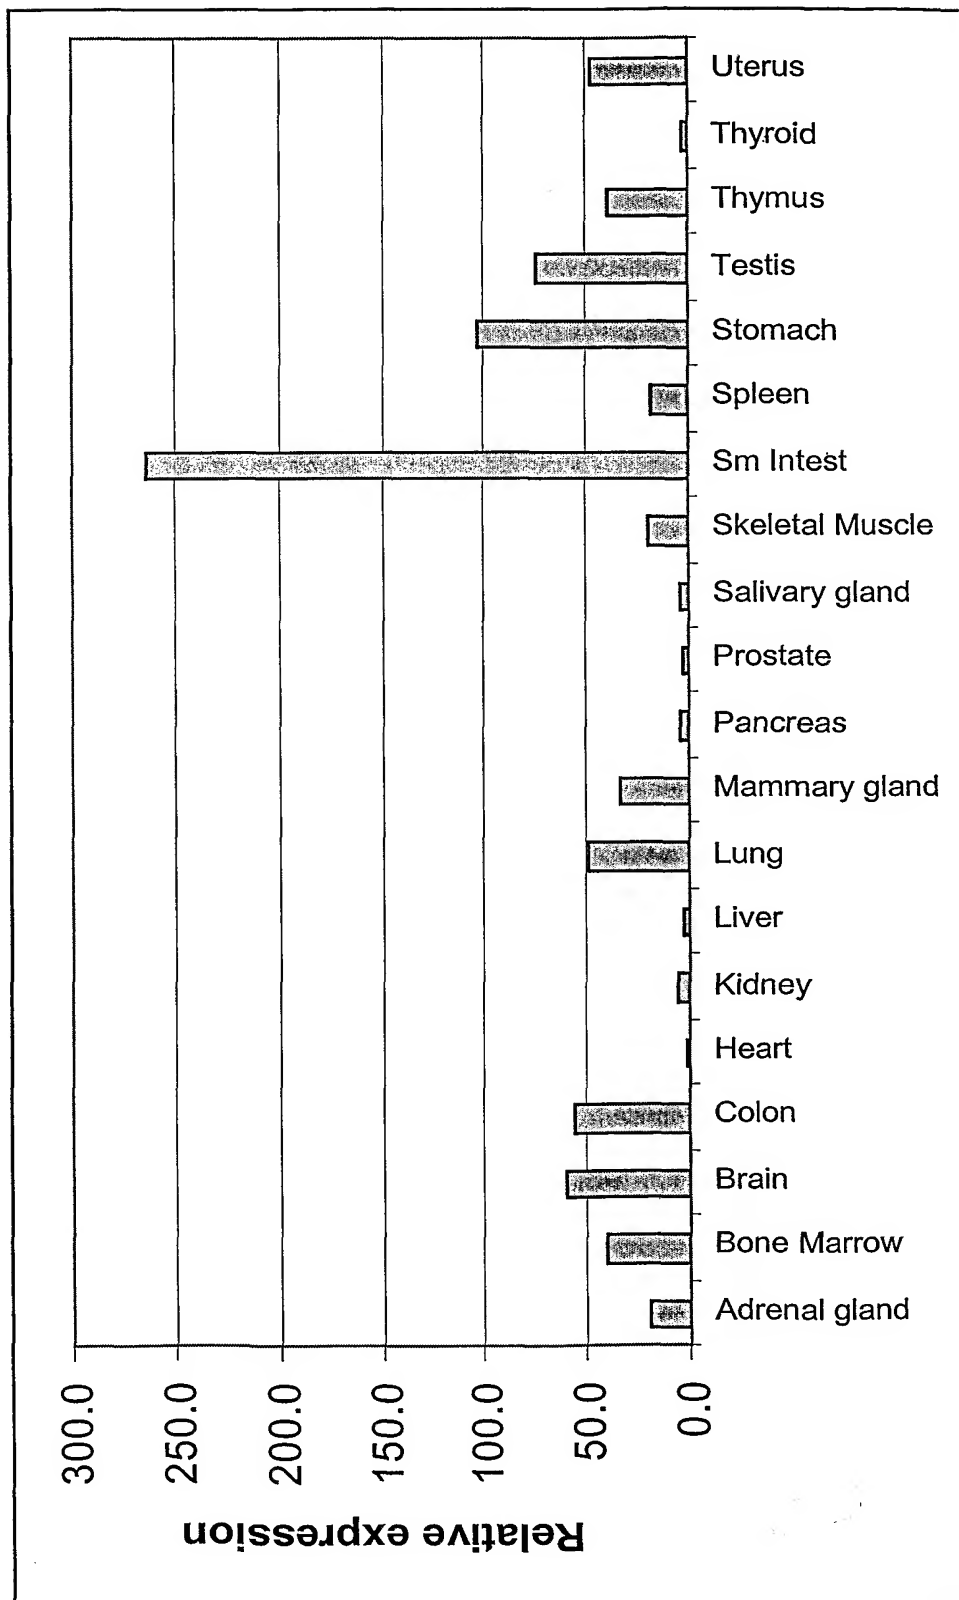 Uterus
Thyroid
Thymus
Testis
Stomach
Spleen
Sm Intest
Skeletal Muscle
Salivary gland
Prostate
Pancreas
Mammary gland
Lung
Liver
Kidney
Heart
Colon
Brain
Bone Marrow
Adrenal gland
300.0
250.0
200.0
150.0
100.0
50.0
0.0
Relative expression